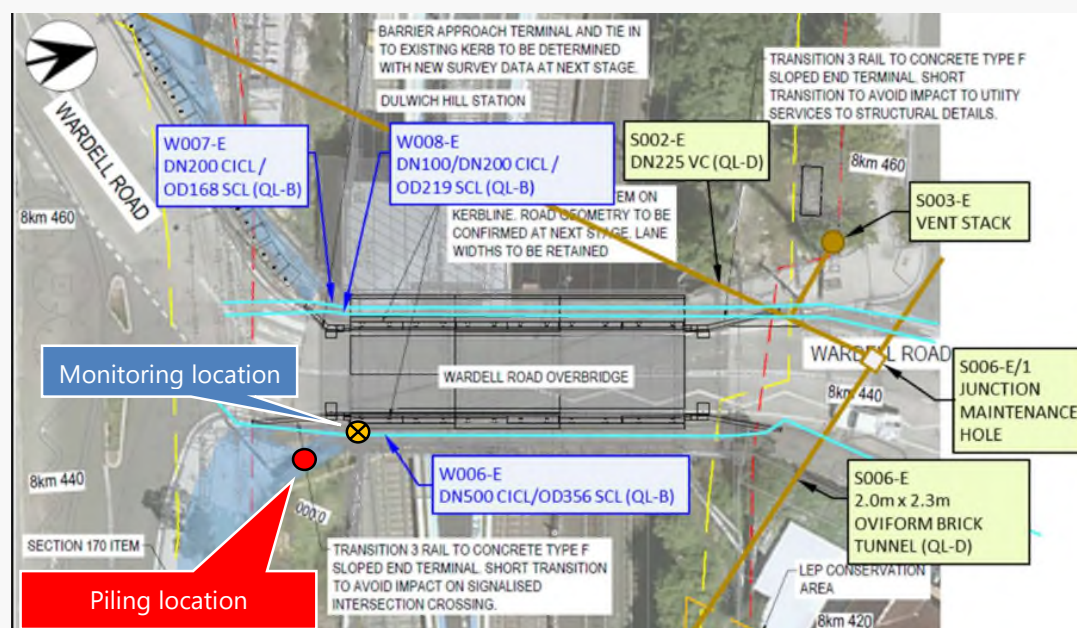 BARRIER APPROACH TERMINAL AND TIE IN
TO EXISTING KERB TO BE DETERMINED
WITH NEW SURVEY DATA AT NEXT STAGE.
TRANSITION 3 RAIL TO CONCRETE TYPE F
SLOPED END TERMINAL. SHORT
TRANSITION TO AVOID IMPACT TO UTIITY
SERVICES TO STRUCTURAL DETAILS.
DULWICH HILL STATION
WARDELL ROAD
W007-E
DN200 CICL /
OD168 SCL (QL-B)
W008-E
DN100/DN200 CICL /
OD219 SCL (QL-B)
S002-E
DN225 VC (QL-D)
8km 460
S003-E
VENT STACK
8km 460
EM ON
KERBLINE. ROAD GEOMETRY TO BE
CONFIRMED AT NEXT STAGE. LANE
WIDTHS TO BE RETAINED
WARDELL ROAD
Monitoring location
WARDELL ROAD OVERBRIDGE
S006-E/1
JUNCTION
MAINTENANCE
HOLE
8km 440
W006-E
DN500 CICL/OD356 SCL (QL-B)
8km 440
S006-E
2.0m x 2.3m
OVIFORM BRICK
TUNNEL (QL-D)
SECTION 170 ITEM
TRANSITION 3 RAIL TO CONCRETE TYPE F
SLOPED END TERMINAL. SHORT TRANSITION
TO AVOID IMPACT ON SIGNALISED
INTERSECTION CROSSING.
LEP CONSERVATION
AREA
Piling location
8km 420